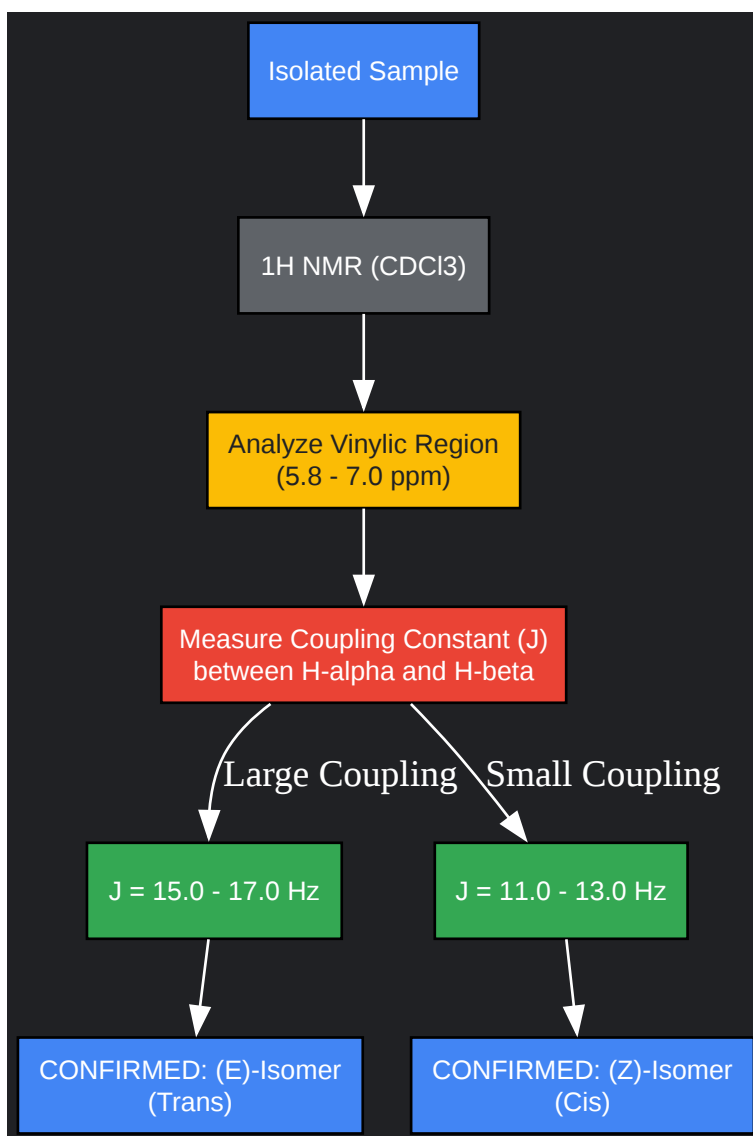 Isolated Sample
1H NMR (CDCl3)
Analyze Vinylic Region
(5.8 - 7.0 ppm)
Measure Coupling Constant (J)
between H-alpha and H-beta
Large Coupling
Small Coupling
J = 15.0 - 17.0 Hz
J = 11.0 - 13.0 Hz
CONFIRMED: (E)-Isomer
(Trans)
CONFIRMED: (Z)-Isomer
(Cis)